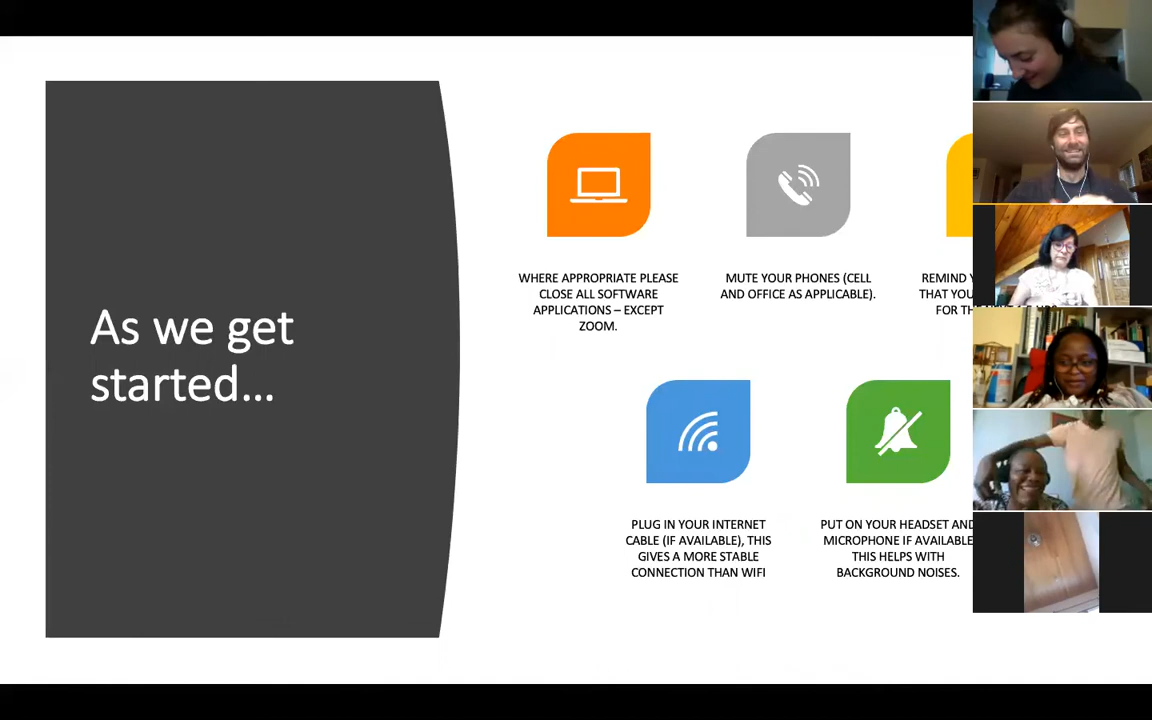 As we get
started...
WHERE APPROPRIATE PLEASE
CLOSE ALL SOFTWARE
APPLICATIONS – EXCEPT
ZOOM.
MUTE YOUR PHONES (CELL
AND OFFICE AS APPLICABLE).
REMIND
THAT YOU
FOR
PLUG IN YOUR INTERNET
CABLE (IF AVAILABLE), THIS
GIVES A MORE STABLE
CONNECTION THAN WIFI
PUT ON YOUR HEADSET AND
MICROPHONE IF AVAILABLE
THIS HELPS WITH
BACKGROUND NOISES.